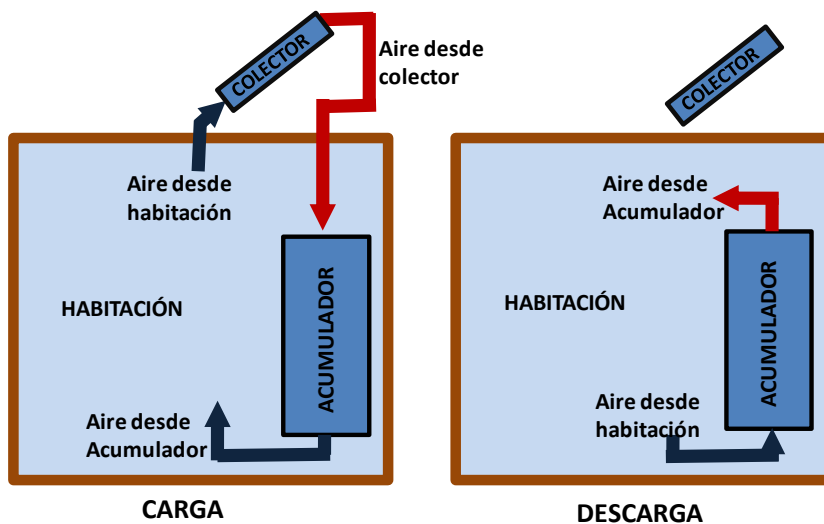 COLECTOR
Aire desde
colector
Aire desde
habitación
HABITACIÓN
ACUMULADOR
Aire desde
Acumulador
CARGA
COLECTOR
Aire desde
Acumulador
HABITACIÓN
ACUMULADOR
Aire desde
habitación
DESCARGA